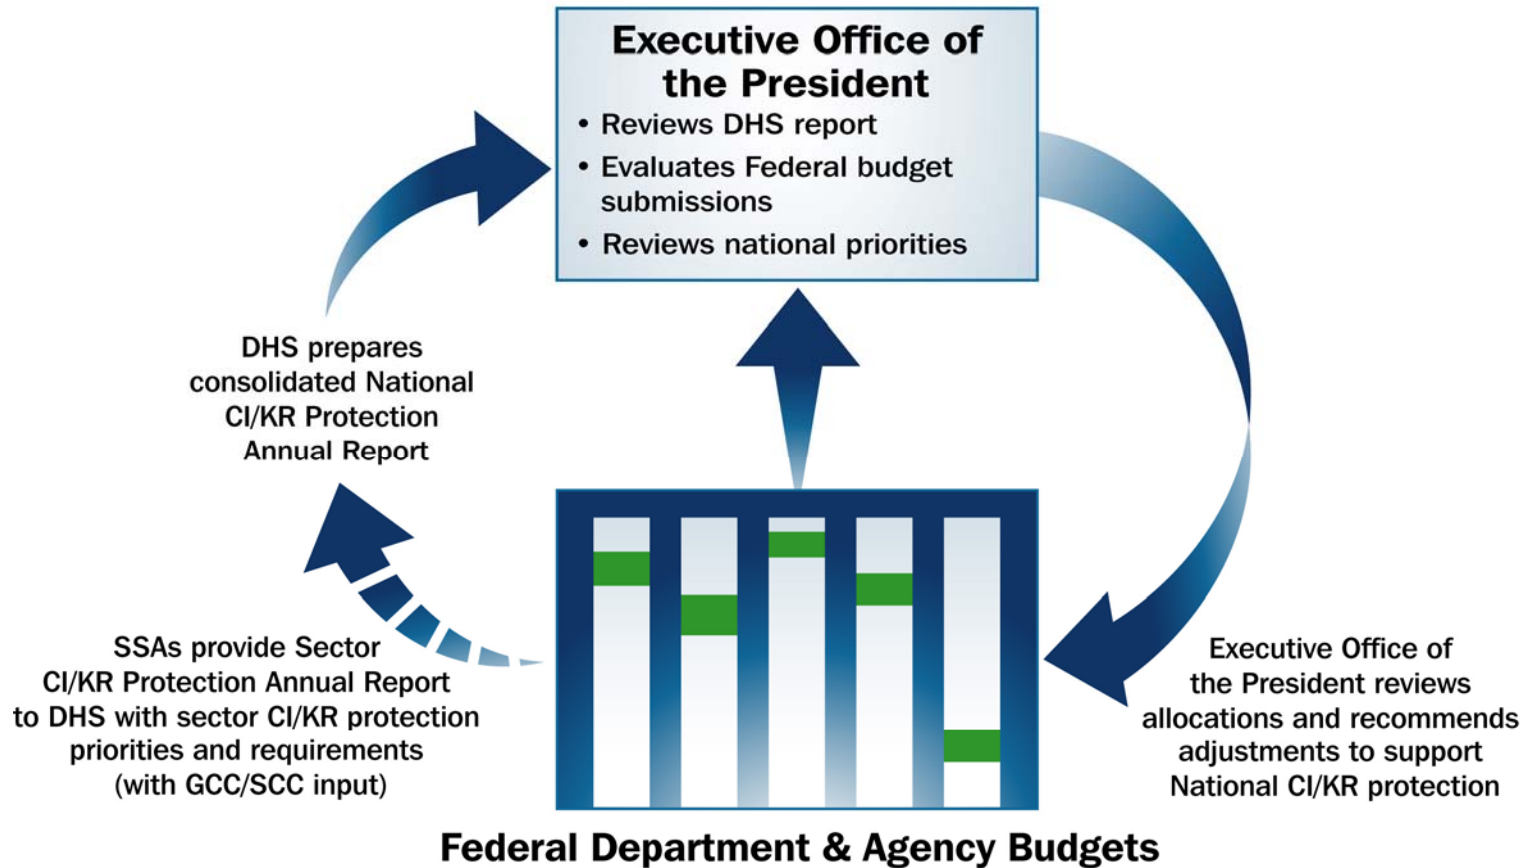 Executive Office of
the President
• Reviews DHS report
• Evaluates Federal budget
submissions
• Reviews national priorities
DHS prepares
consolidated National
CI/KR Protection
Annual Report
SSAs provide Sector
CI/KR Protection Annual Report
to DHS with sector CI/KR protection
priorities and requirements
(with GCC/SCC input)
Executive Office of
the President reviews
allocations and recommends
adjustments to support
National CI/KR protection
Federal Department & Agency Budgets